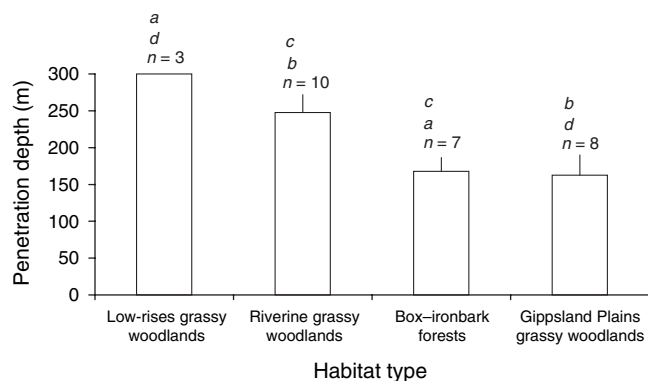 a
d
n = 3
c
b
n = 10
c
a
n = 7
b
d
n = 8
Penetration depth (m)
300
250
200
150
100
50
0
Low-rises grassy
woodlands
Riverine grassy
woodlands
Box–ironbark
forests
Gippsland Plains
grassy woodlands
Habitat type